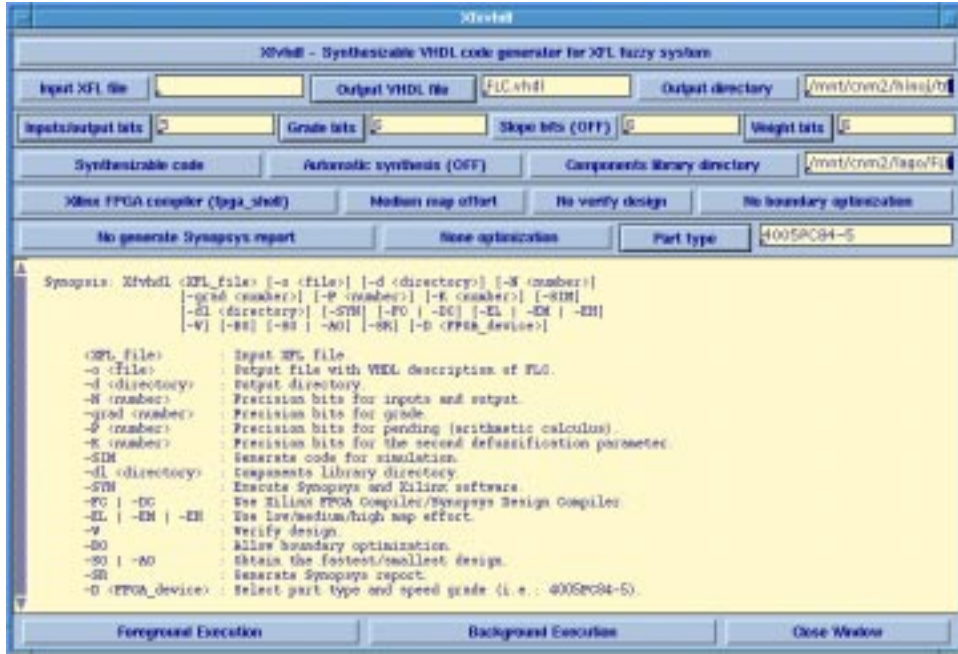 Xfvhdl
Xfvhdl - Synthesizable VHDL code generator for XFL fuzzy system
Input XFL file
Output VHDL file FLC.vhdl
Output directory
Inputs/output bits
Grade bits
Slope bits (OFF)
Weight bits
Synthesizable code
Automatic synthesis (OFF)
Components library directory
Xilinx FPGA compiler (fpga_shell)
Medium map effort
No verify design
No boundary optimization
No generate Synopsys report
None optimization
Part type 4005PC84-5
Synopsis: Xfvhdl <XFL_file> [-o <file>] [-d <directory>] [-N <number>]
[-grad <number>] [-P <number>] [-K <number>] [-SIM]
[-dl <directory>] [-SYN] [-FC | -DC] [-EL | -EM | -EH]
[-V] [-BO] [-SO | -AO] [-SR] [-D <FPGA_device>]
<XFL_file> : Input XFL file.
-o <file> : Output file with VHDL description of FLC.
-d <directory> : Output directory.
-N <number> : Precision bits for inputs and output.
-grad <number> : Precision bits for grade.
-P <number> : Precision bits for pending (arithmetic calculus).
-K <number> : Precision bits for the second defuzzification parameter.
-SIM : Generate code for simulation.
-dl <directory> : Components library directory.
-SYN : Execute Synopsys and Xilinx software.
-FC | -DC : Use Xilinx FPGA Compiler/Synopsys Design Compiler.
-EL | -EM | -EH : Use low/medium/high map effort.
-V : Verify design.
-BO : Allow boundary optimization.
-SO | -AO : Obtain the fastest/smallest design.
-SR : Generate Synopsys report.
-D <FPGA_device> : Select part type and speed grade (i.e.: 4005PC84-5).
Foreground Execution
Background Execution
Close Window